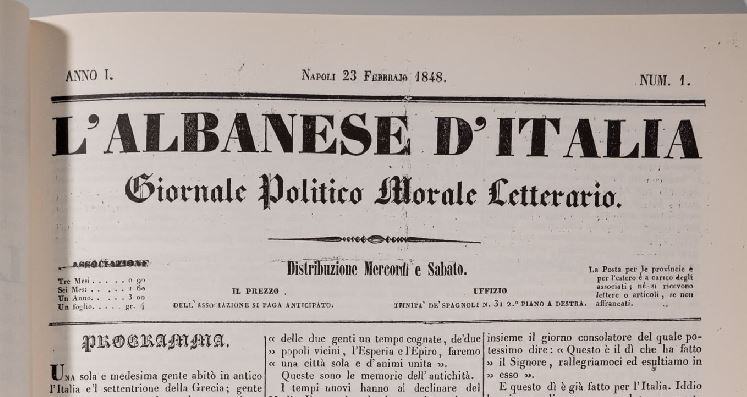 ANNO I.
NAPOLI 23 FEBBRAJO 1848.
NUM. 1.
L'ALBANESE D'ITALIA
Giornale Politico Morale Letterario.
ASSOCIAZIONE
Tre Mesi . . . . . 0 90
Sei Mesi . . . . . 1 60
Un Anno. . . . . 3 00
Un foglio. . . . . gr. 4
Distribuzione Mercordì e Sabato.
IL PREZZO
DELL'ASSOCIAZIONE SI PAGA ANTICIPATO.
UFFIZIO
TRINITA' DE'SPAGNOLI N. 31 2.º PIANO A DESTRA.
La Posta per le provincie e
per l'estero è a carico degli
associati; nè si ricevono
lettere o articoli, se non
affrancati.
PROGRAMMA.
UNA sola e medesima gente abitò in antico
l'Italia e'l settentrione della Grecia; gente
« delle due genti un tempo cognate, de'due
» popoli vicini, l'Esperia e l'Epiro, faremo
« una città sola e d'animi unita ».
Queste sono le memorie dell'antichità.
I tempi nuovi hanno al declinare del
insieme il giorno consolatore del quale po-
tessimo dire: « Questo è il dì che ha fatto
» il Signore, rallegriamoci ed esultiamo in
» esso ».
E questo dì è già fatto per l'Italia. Iddio